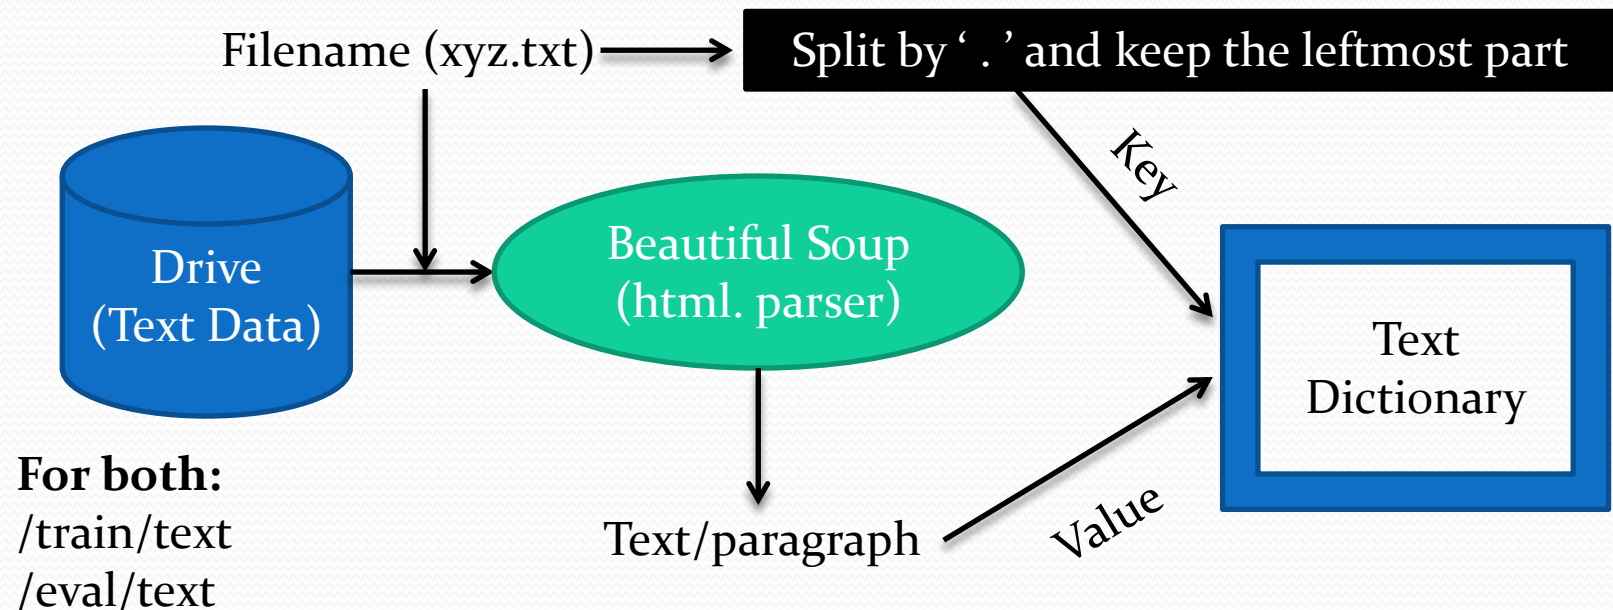 Filename (xyz.txt)
Split by ‘ . ’ and keep the leftmost part
Key
Drive
(Text Data)
Beautiful Soup
(html. parser)
Text
Dictionary
For both:
/train/text
/eval/text
Text/paragraph
Value